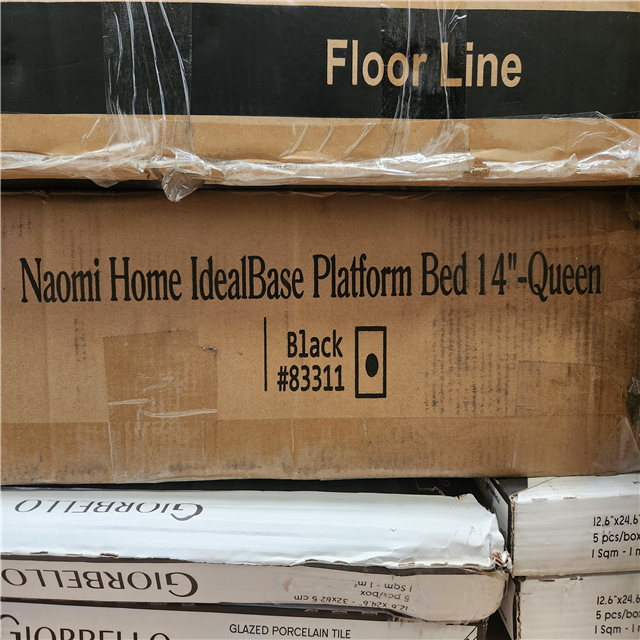 Floor Line
Naomi Home IdealBase Platform Bed 14"-Queen
Black
#83311
GIORBELLO
12.6"x24.6"
5 pcs/box
1 Sqm - 1 m
GIORBELLO
12.6"x24.6" - 32x62.5 cm
5 pcs/box
1 Sqm - 1 m²
12.6"x24.6
5 pcs/box
1 Sqm - 1
GIORBELLO
GLAZED PORCELAIN TILE